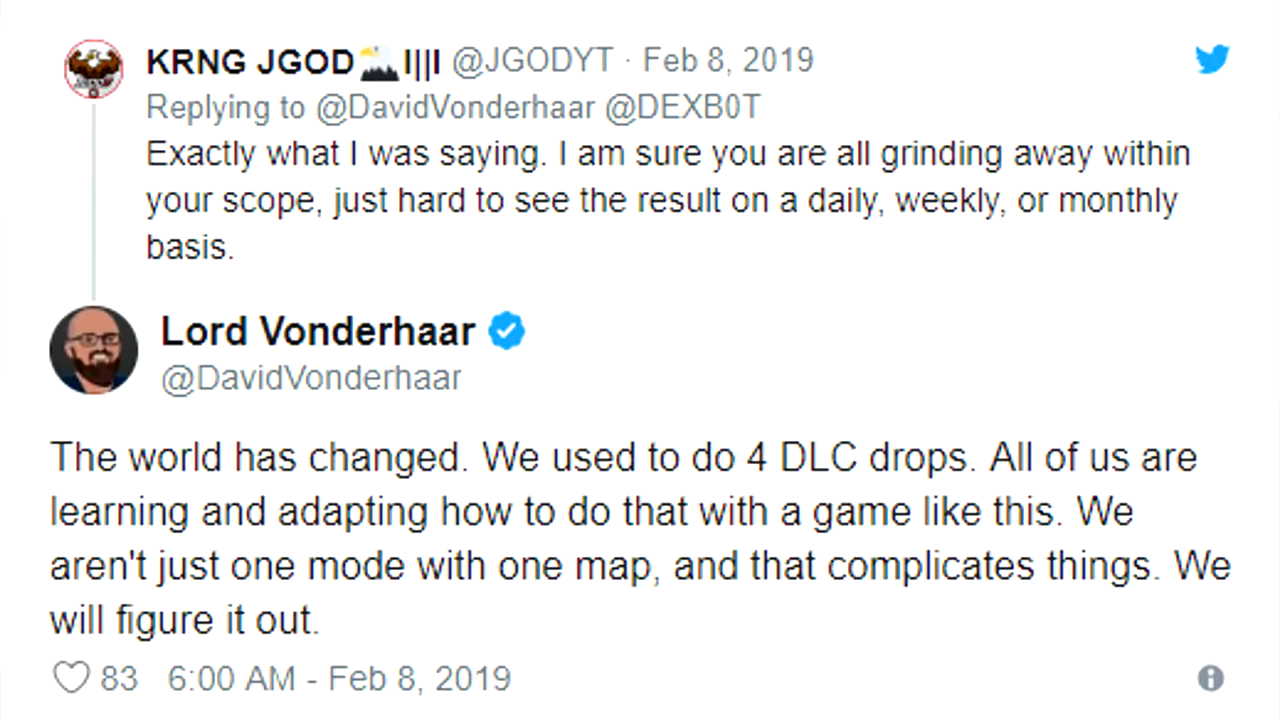 KRNG JGOD🌋I||I @JGODYT · Feb 8, 2019
Replying to @DavidVonderhaar @DEXB0T
Exactly what I was saying. I am sure you are all grinding away within
your scope, just hard to see the result on a daily, weekly, or monthly
basis.
Lord Vonderhaar
@DavidVonderhaar
The world has changed. We used to do 4 DLC drops. All of us are
learning and adapting how to do that with a game like this. We
aren't just one mode with one map, and that complicates things. We
will figure it out.
83 6:00 AM - Feb 8, 2019